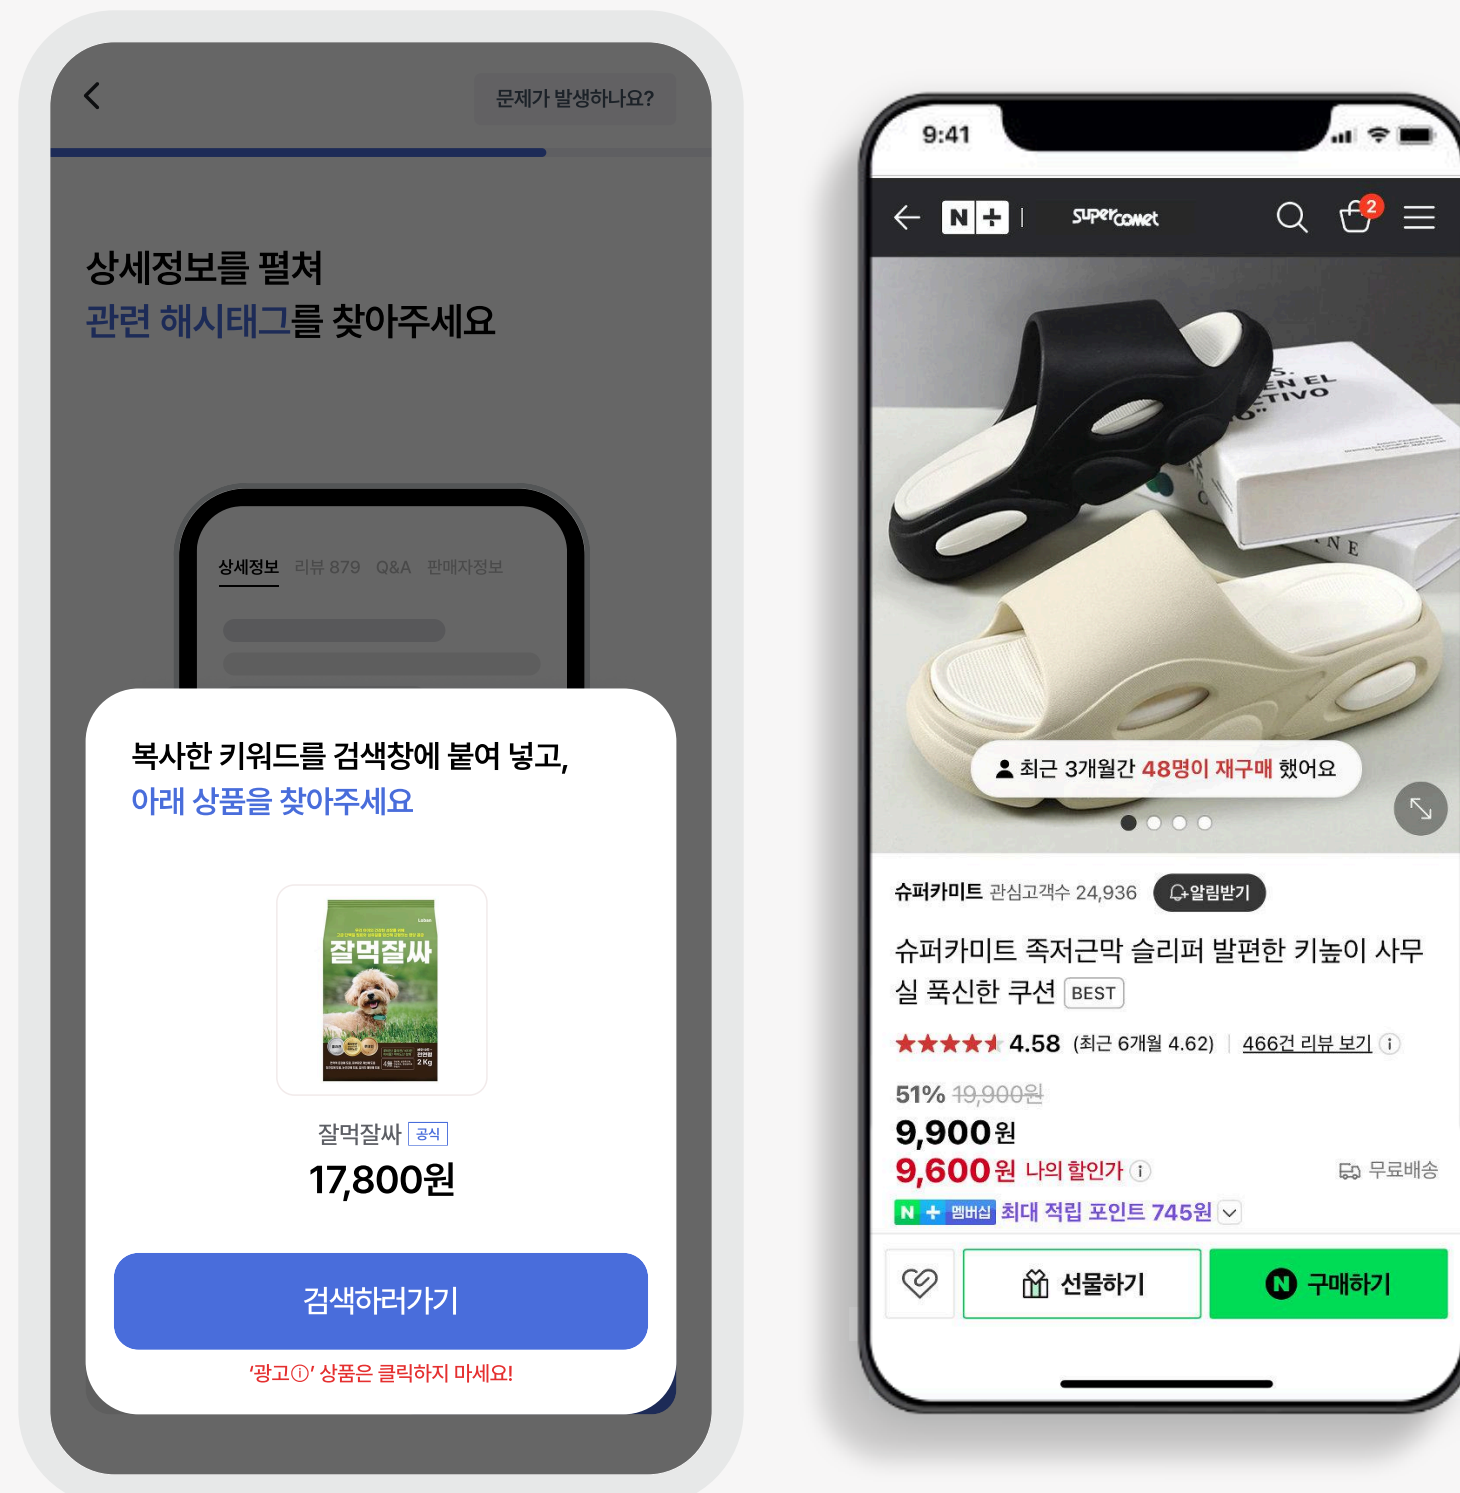 문제가 발생하나요?
상세정보를 펼쳐
관련 해시태그를 찾아주세요
상세정보 리뷰 879 Q&A 판매자정보
복사한 키워드를 검색창에 붙여 넣고,
아래 상품을 찾아주세요
잘먹잘싸
2 Kg
잘먹잘싸 공식
17,800원
검색하러가기
‘광고ⓘ’ 상품은 클릭하지 마세요!
9:41
N + | SUPERCOMET
2
EN EL
TIVO
N E
최근 3개월간 48명이 재구매 했어요
슈퍼카미트 관심고객수 24,936 알림받기
슈퍼카미트 족저근막 슬리퍼 발편한 키높이 사무
실 푹신한 쿠션 BEST
4.58 (최근 6개월 4.62) | 466건 리뷰 보기
51% 19,900원
9,900원
9,600원 나의 할인가 무료배송
N + 멤버십 최대 적립 포인트 745원
선물하기 N 구매하기